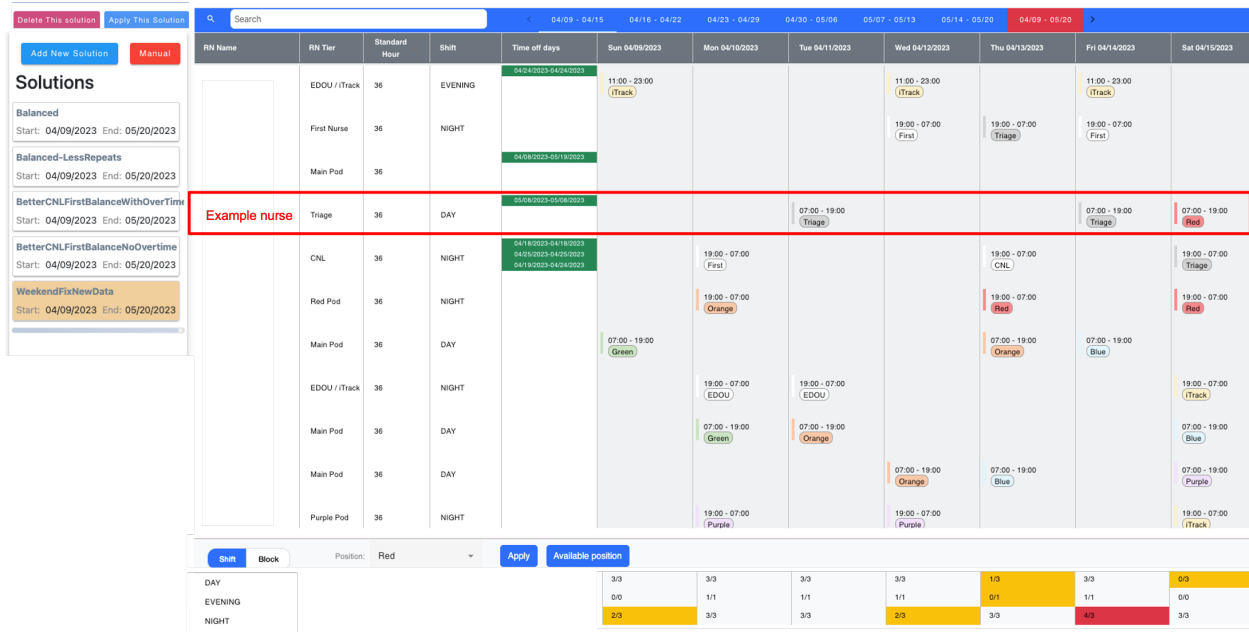 Delete This solution
Apply This Solution
Search
04/09 - 04/15
04/16 - 04/22
04/23 - 04/29
04/30 - 05/06
05/07 - 05/13
05/14 - 05/20
04/09 - 05/20
Add New Solution
Manual
Solutions
Balanced
Start: 04/09/2023 End: 05/20/2023
Balanced-LessRepeats
Start: 04/09/2023 End: 05/20/2023
BetterCNLFirstBalanceWithOverTime
Start: 04/09/2023 End: 05/20/2023
BetterCNLFirstBalanceNoOvertime
Start: 04/09/2023 End: 05/20/2023
WeekendFixNewData
Start: 04/09/2023 End: 05/20/2023
RN Name
RN Tier
Standard
Hour
Shift
Time off days
Sun 04/09/2023
Mon 04/10/2023
Tue 04/11/2023
Wed 04/12/2023
Thu 04/13/2023
Fri 04/14/2023
Sat 04/15/2023
EDOU / iTrack 36 EVENING
04/24/2023-04/24/2023
11:00 - 23:00
iTrack
11:00 - 23:00
iTrack
11:00 - 23:00
iTrack
First Nurse 36 NIGHT
19:00 - 07:00
First
19:00 - 07:00
Triage
19:00 - 07:00
First
Main Pod 36
04/08/2023-05/19/2023
Example nurse
Triage 36 DAY
05/08/2023-05/08/2023
07:00 - 19:00
Triage
07:00 - 19:00
Triage
07:00 - 19:00
Red
CNL 36 NIGHT
04/18/2023-04/18/2023
04/25/2023-04/25/2023
04/19/2023-04/24/2023
19:00 - 07:00
First
19:00 - 07:00
CNL
19:00 - 07:00
Triage
Red Pod 36 NIGHT
19:00 - 07:00
Orange
19:00 - 07:00
Red
19:00 - 07:00
Red
Main Pod 36 DAY
07:00 - 19:00
Green
07:00 - 19:00
Orange
07:00 - 19:00
Blue
EDOU / iTrack 36 NIGHT
19:00 - 07:00
EDOU
19:00 - 07:00
EDOU
19:00 - 07:00
iTrack
Main Pod 36 DAY
07:00 - 19:00
Green
07:00 - 19:00
Orange
07:00 - 19:00
Blue
Main Pod 36 DAY
07:00 - 19:00
Orange
07:00 - 19:00
Blue
07:00 - 19:00
Purple
Purple Pod 36 NIGHT
19:00 - 07:00
Purple
19:00 - 07:00
Purple
19:00 - 07:00
iTrack
Shift
Block
Position: Red
Apply
Available position
DAY 3/3 3/3 3/3 3/3 1/3 3/3 0/3
EVENING 0/0 1/1 1/1 1/1 0/1 1/1 0/0
NIGHT 2/3 3/3 3/3 2/3 3/3 4/3 3/3